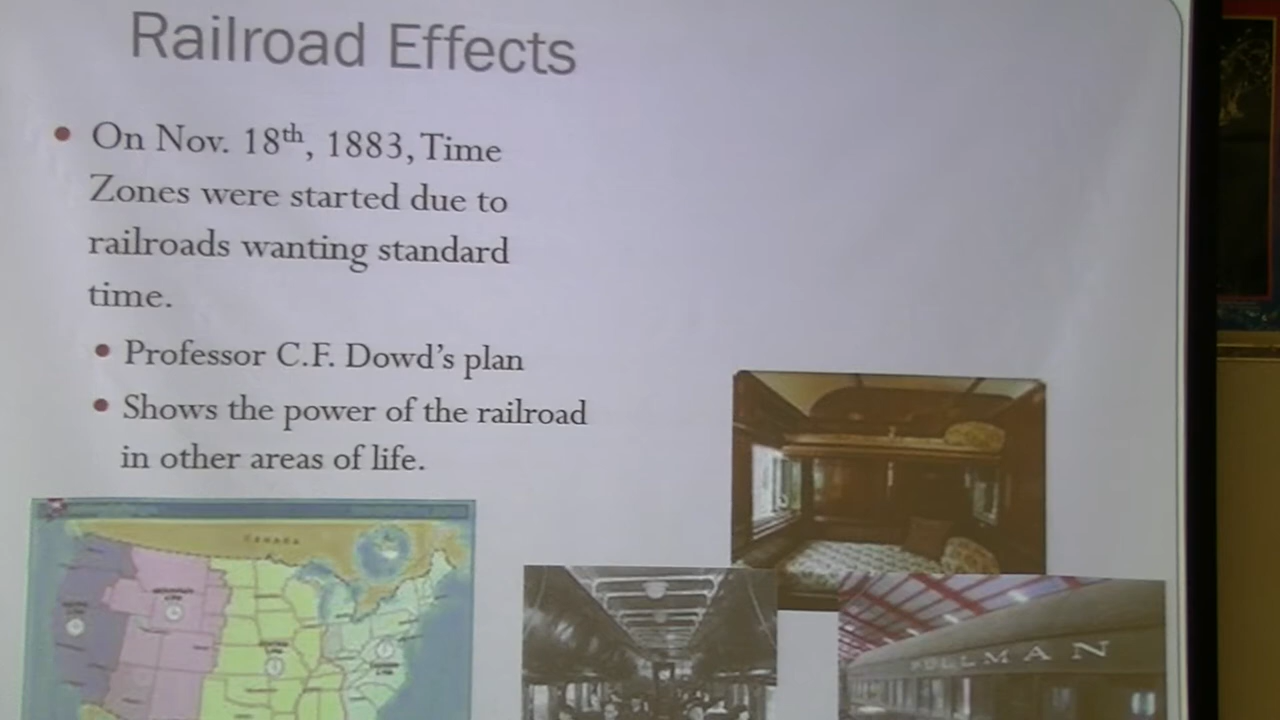 Railroad Effects
• On Nov. 18th, 1883, Time
Zones were started due to
railroads wanting standard
time.
• Professor C.F. Dowd's plan
• Shows the power of the railroad
in other areas of life.
Canada
PULLMAN